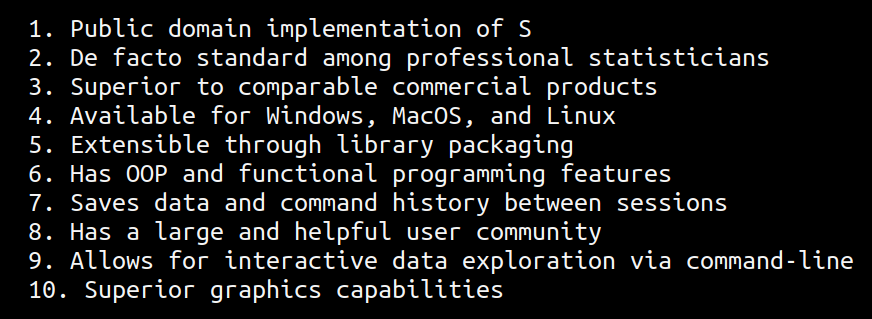 1. Public domain implementation of S
2. De facto standard among professional statisticians
3. Superior to comparable commercial products
4. Available for Windows, MacOS, and Linux
5. Extensible through library packaging
6. Has OOP and functional programming features
7. Saves data and command history between sessions
8. Has a large and helpful user community
9. Allows for interactive data exploration via command-line
10. Superior graphics capabilities